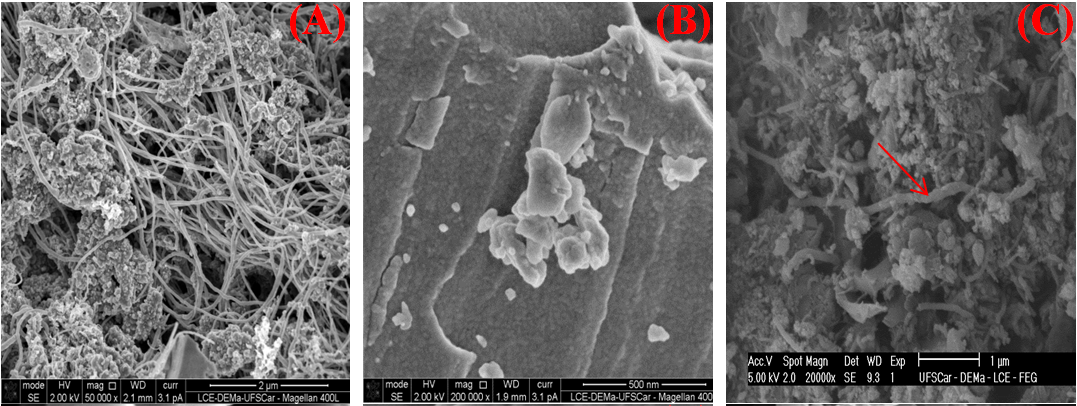 (A)
mode HV mag □ WD curr 2 µm
SE 2.00 kV 50 000 x 2.1 mm 3.1 pA LCE-DEMa-UFSCar - Magellan 400L
(B)
mode HV mag □ WD curr 500 nm
SE 2.00 kV 200 000 x 1.9 mm 3.1 pA LCE-DEMa-UFSCar - Magellan 400
(C)
Acc.V Spot Magn Det WD Exp 1 µm
5.00 kV 2.0 20000x SE 9.3 1 UFSCar - DEMa - LCE - FEG